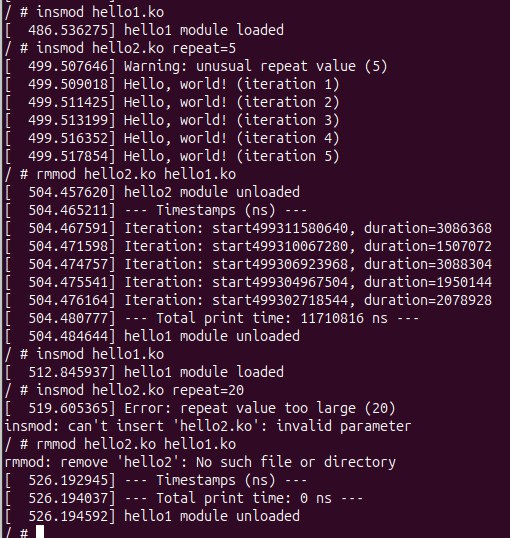 / # insmod hello1.ko
[  486.536275] hello1 module loaded
/ # insmod hello2.ko repeat=5
[  499.507646] Warning: unusual repeat value (5)
[  499.509018] Hello, world! (iteration 1)
[  499.511425] Hello, world! (iteration 2)
[  499.513199] Hello, world! (iteration 3)
[  499.516352] Hello, world! (iteration 4)
[  499.517854] Hello, world! (iteration 5)
/ # rmmod hello2.ko hello1.ko
[  504.457620] hello2 module unloaded
[  504.465211] --- Timestamps (ns) ---
[  504.467591] Iteration: start499311580640, duration=3086368
[  504.471598] Iteration: start499310067280, duration=1507072
[  504.474757] Iteration: start499306923968, duration=3088304
[  504.475541] Iteration: start499304967504, duration=1950144
[  504.476164] Iteration: start499302718544, duration=2078928
[  504.480777] --- Total print time: 11710816 ns ---
[  504.484644] hello1 module unloaded
/ # insmod hello1.ko
[  512.845937] hello1 module loaded
/ # insmod hello2.ko repeat=20
[  519.605365] Error: repeat value too large (20)
insmod: can't insert 'hello2.ko': invalid parameter
/ # rmmod hello2.ko hello1.ko
rmmod: remove 'hello2': No such file or directory
[  526.192945] --- Timestamps (ns) ---
[  526.194037] --- Total print time: 0 ns ---
[  526.194592] hello1 module unloaded
/ #